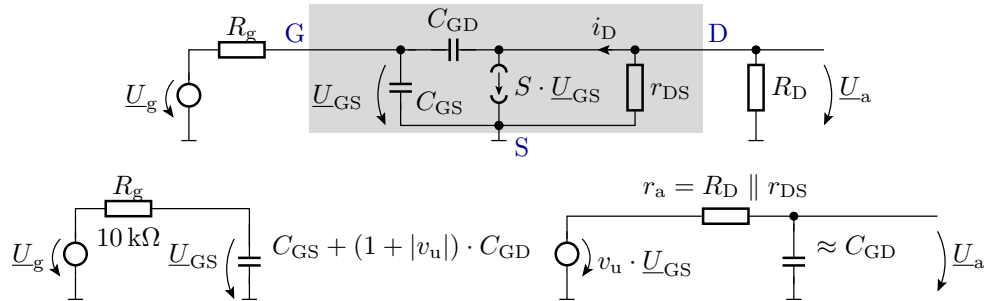 R_g G C_GD i_D D
U_g U_GS C_GS S · U_GS r_DS R_D U_a
S
R_g r_a = R_D ∥ r_DS
10 kΩ
U_g U_GS C_GS + (1 + |v_u|) · C_GD v_u · U_GS ≈ C_GD U_a